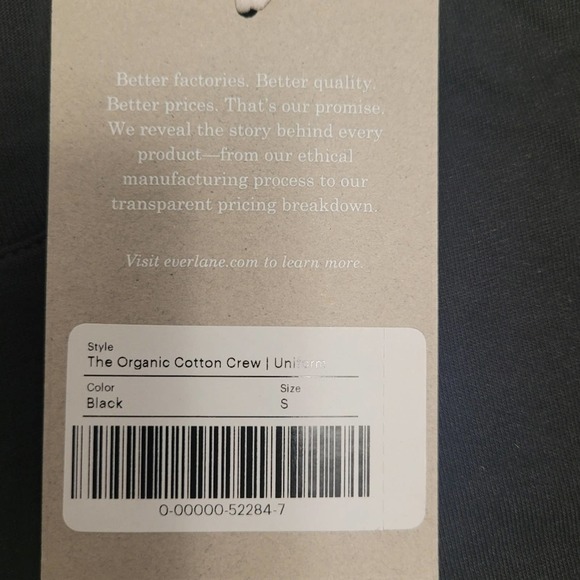 Better factories. Better quality.
Better prices. That's our promise.
We reveal the story behind every
product—from our ethical
manufacturing process to our
transparent pricing breakdown.
Visit everlane.com to learn more.
Style
The Organic Cotton Crew | Uniform
Color Size
Black S
0-00000-52284-7